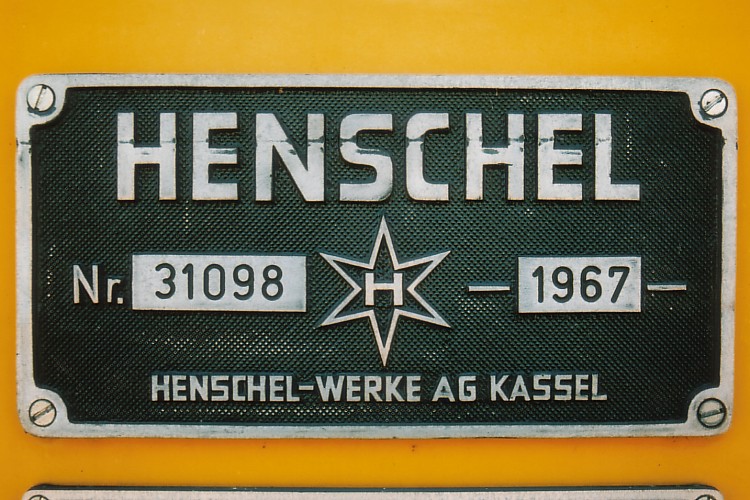 HENSCHEL
Nr. 31098 H – 1967 –
HENSCHEL-WERKE AG KASSEL